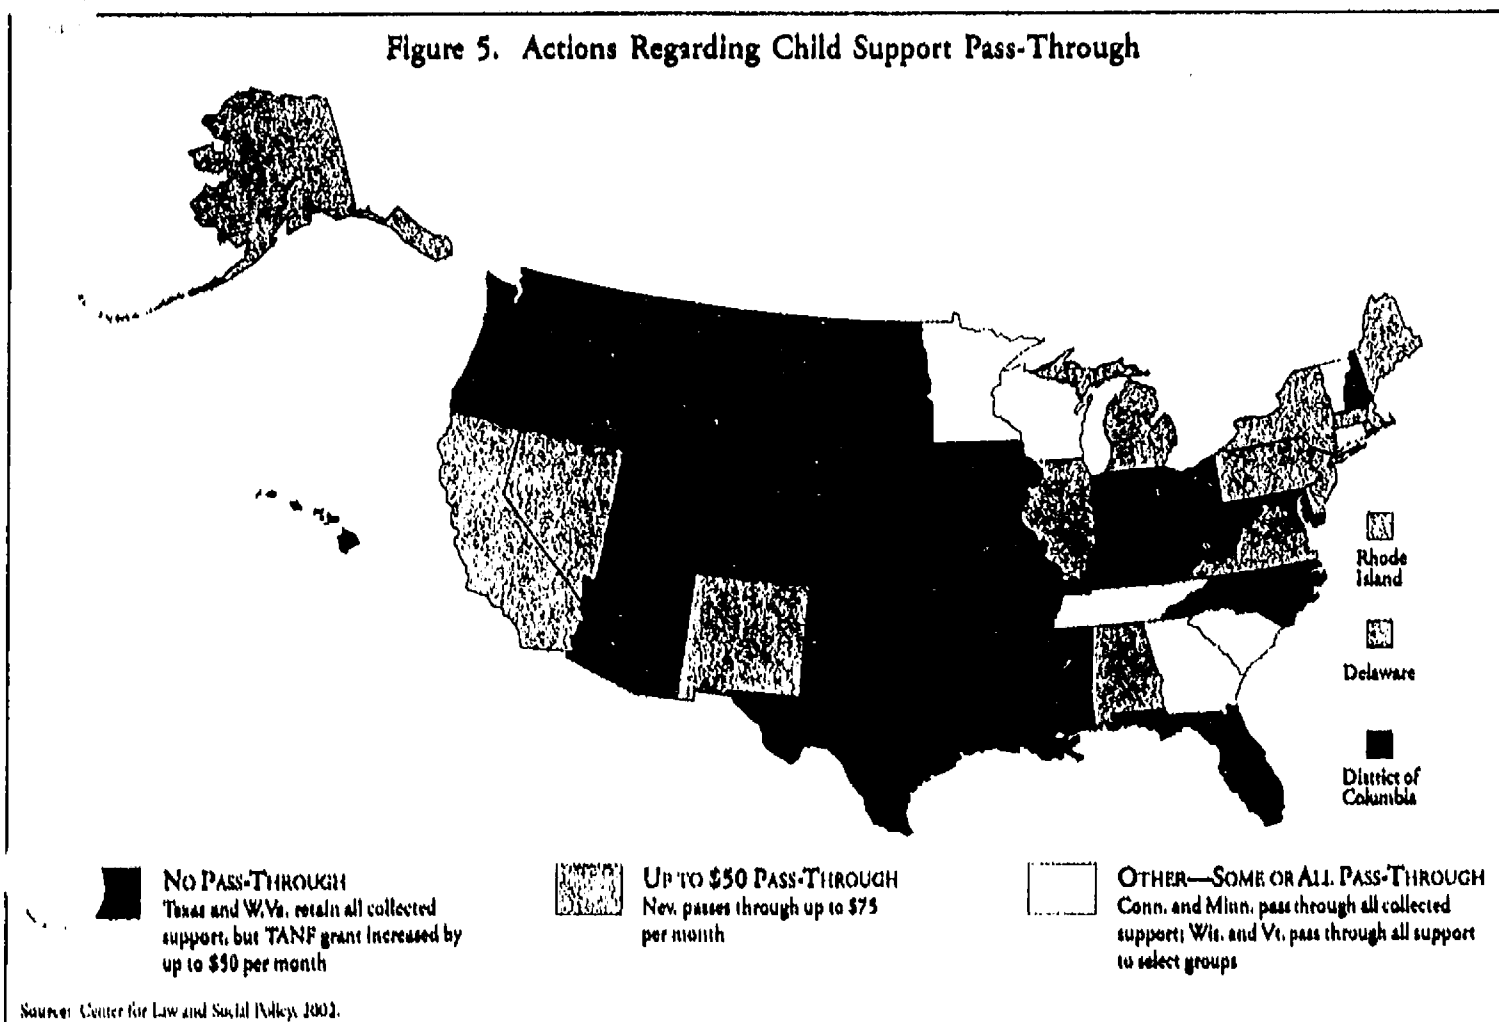 Figure 5. Actions Regarding Child Support Pass-Through
Rhode
Island
Delaware
District of
Columbia
NO PASS-THROUGH
Texas and W.Va. retain all collected
support, but TANF grant increased by
up to $50 per month
UP TO $50 PASS-THROUGH
Nev. passes through up to $75
per month
OTHER—SOME OR ALL PASS-THROUGH
Conn. and Minn. pass through all collected
support; Wis. and Vt. pass through all support
to select groups
Source: Center for Law and Social Policy, 2002.